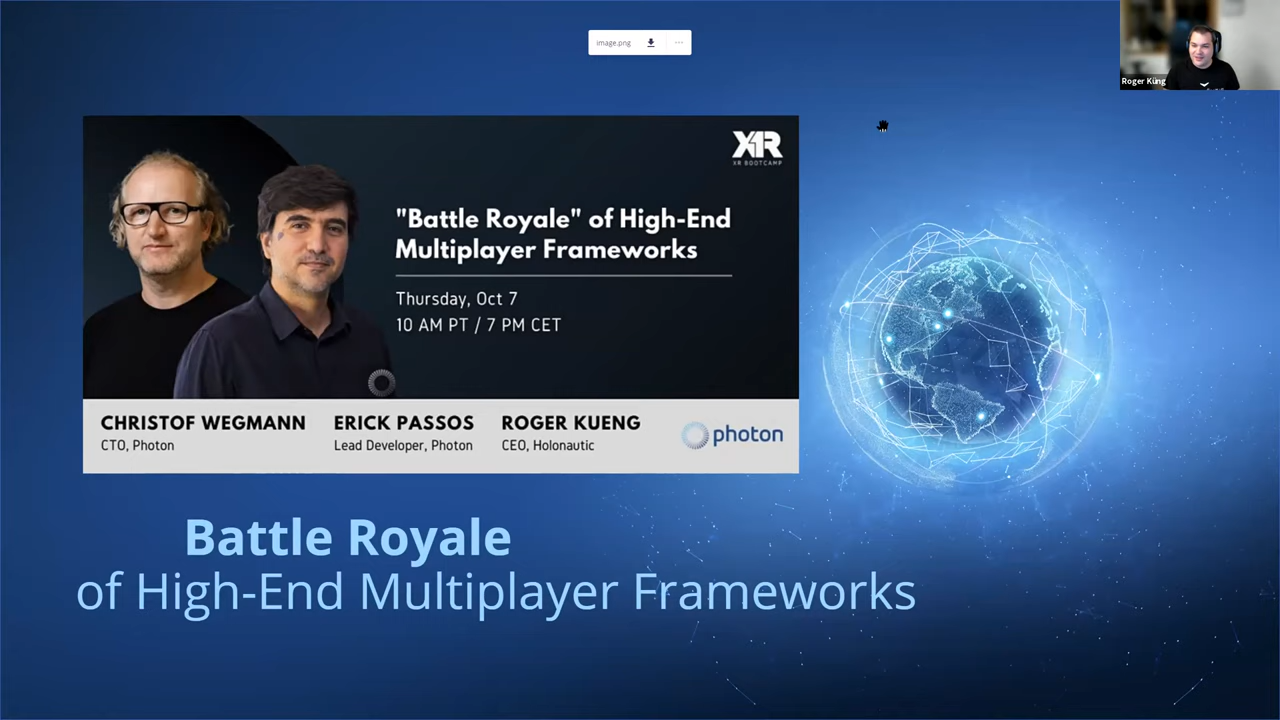 image.png
Roger Küng
XR
XR BOOTCAMP
"Battle Royale" of High-End
Multiplayer Frameworks
Thursday, Oct 7
10 AM PT / 7 PM CET
CHRISTOF WEGMANN
CTO, Photon
ERICK PASSOS
Lead Developer, Photon
ROGER KUENG
CEO, Holonautic
photon
Battle Royale
of High-End Multiplayer Frameworks